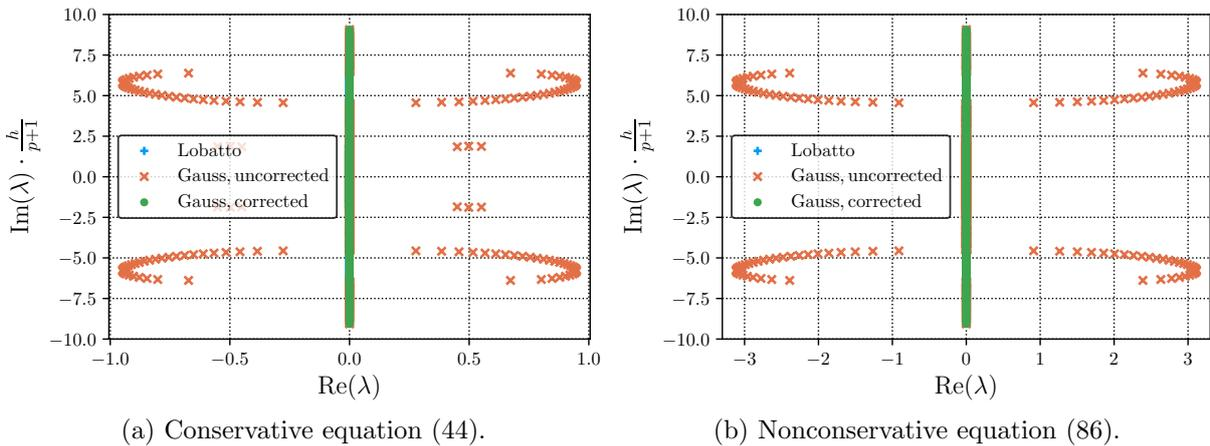 10.0
7.5
5.0
2.5
0.0
−2.5
−5.0
−7.5
−10.0
Im(λ) · h/(p+1)
Lobatto
Gauss, uncorrected
Gauss, corrected
−1.0 −0.5 0.0 0.5 1.0
Re(λ)
(a) Conservative equation (44).
10.0
7.5
5.0
2.5
0.0
−2.5
−5.0
−7.5
−10.0
Im(λ) · h/(p+1)
Lobatto
Gauss, uncorrected
Gauss, corrected
−3 −2 −1 0 1 2 3
Re(λ)
(b) Nonconservative equation (86).